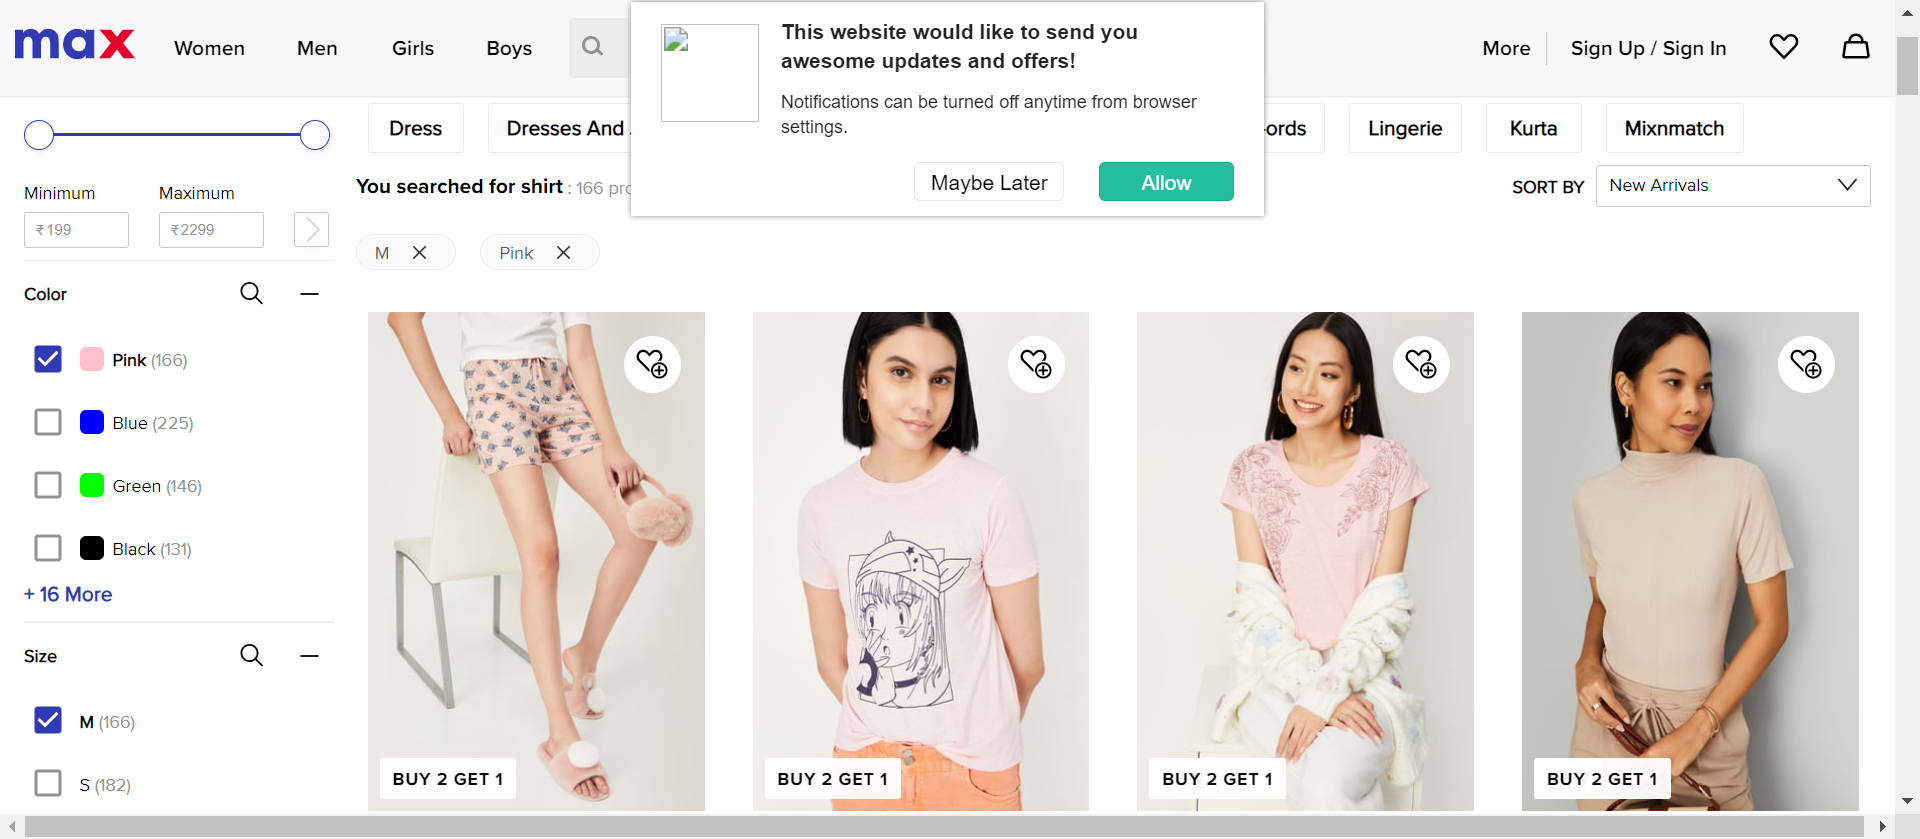 max
Women
Men
Girls
Boys
This website would like to send you
awesome updates and offers!
Notifications can be turned off anytime from browser
settings.
Maybe Later
Allow
More
Sign Up / Sign In
Dress
Dresses And
Lingerie
Kurta
Mixnmatch
Minimum
Maximum
₹ 199
₹ 2299
You searched for shirt : 166
SORT BY
New Arrivals
M
Pink
Color
Pink (166)
Blue (225)
Green (146)
Black (131)
+ 16 More
Size
M (166)
S (182)
BUY 2 GET 1
BUY 2 GET 1
BUY 2 GET 1
BUY 2 GET 1